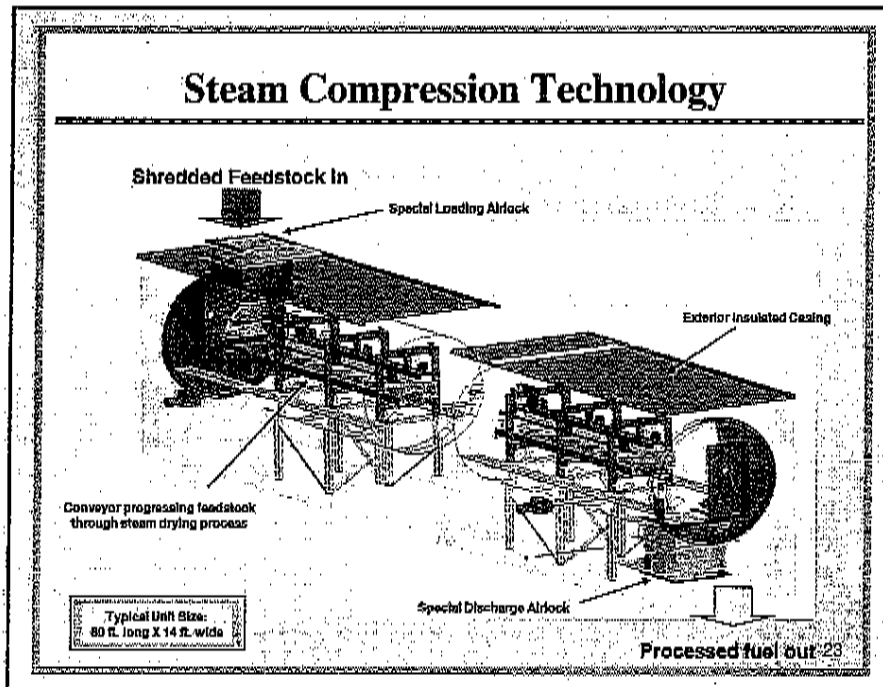 Steam Compression Technology
Shredded Feedstock In
Special Loading Airlock
Exterior Insulated Casing
Conveyor progressing feedstock
through steam drying process
Special Discharge Airlock
Typical Unit Size:
ft. long X 14 ft. wide
Processed fuel out 23